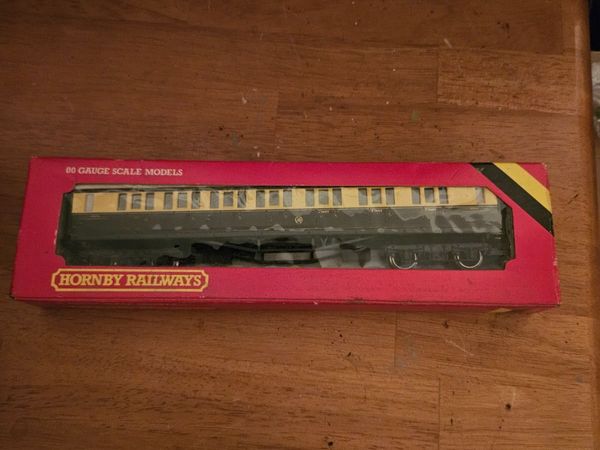 00 GAUGE SCALE MODELS
HORNBY RAILWAYS